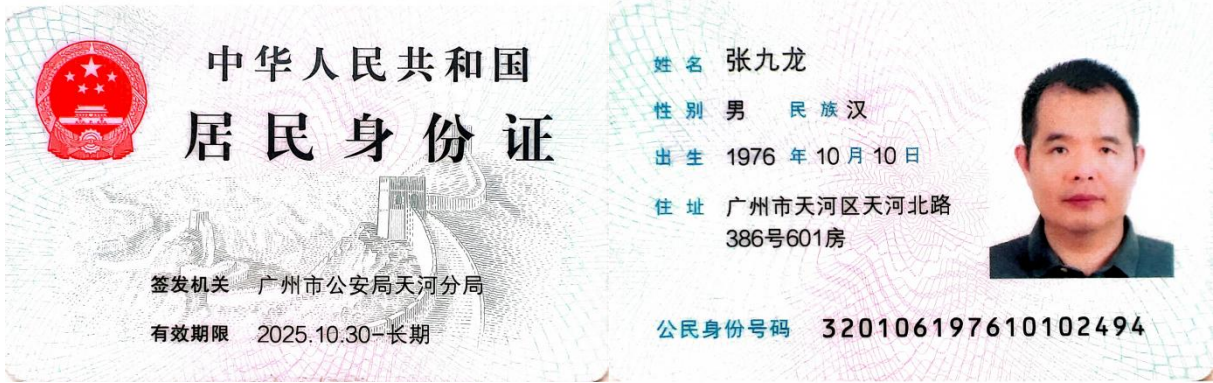 中华人民共和国
居民身份证
签发机关 广州市公安局天河分局
有效期限 2025.10.30-长期
姓名 张九龙
性别 男 民族 汉
出生 1976 年 10 月 10 日
住址 广州市天河区天河北路
386号601房
公民身份号码 320106197610102494